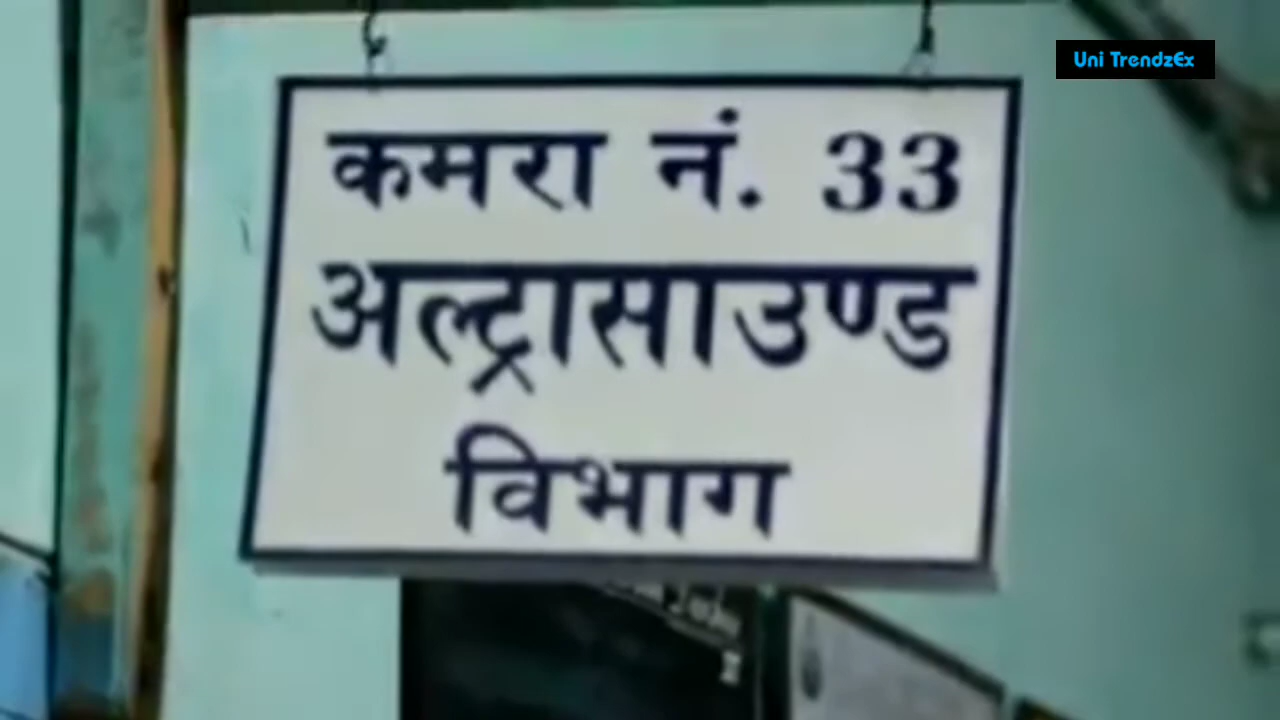 Uni TrendzEx
कमरा नं. 33
अल्ट्रासाउण्ड
विभाग